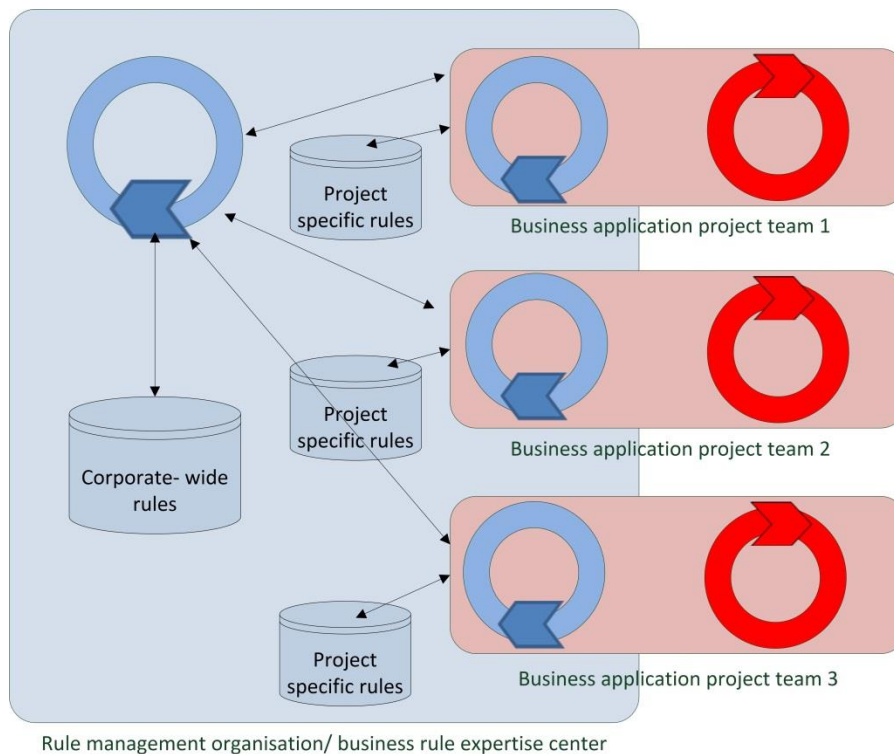 Project
specific rules
Business application project team 1
Project
specific rules
Business application project team 2
Corporate- wide
rules
Project
specific rules
Business application project team 3
Rule management organisation/ business rule expertise center